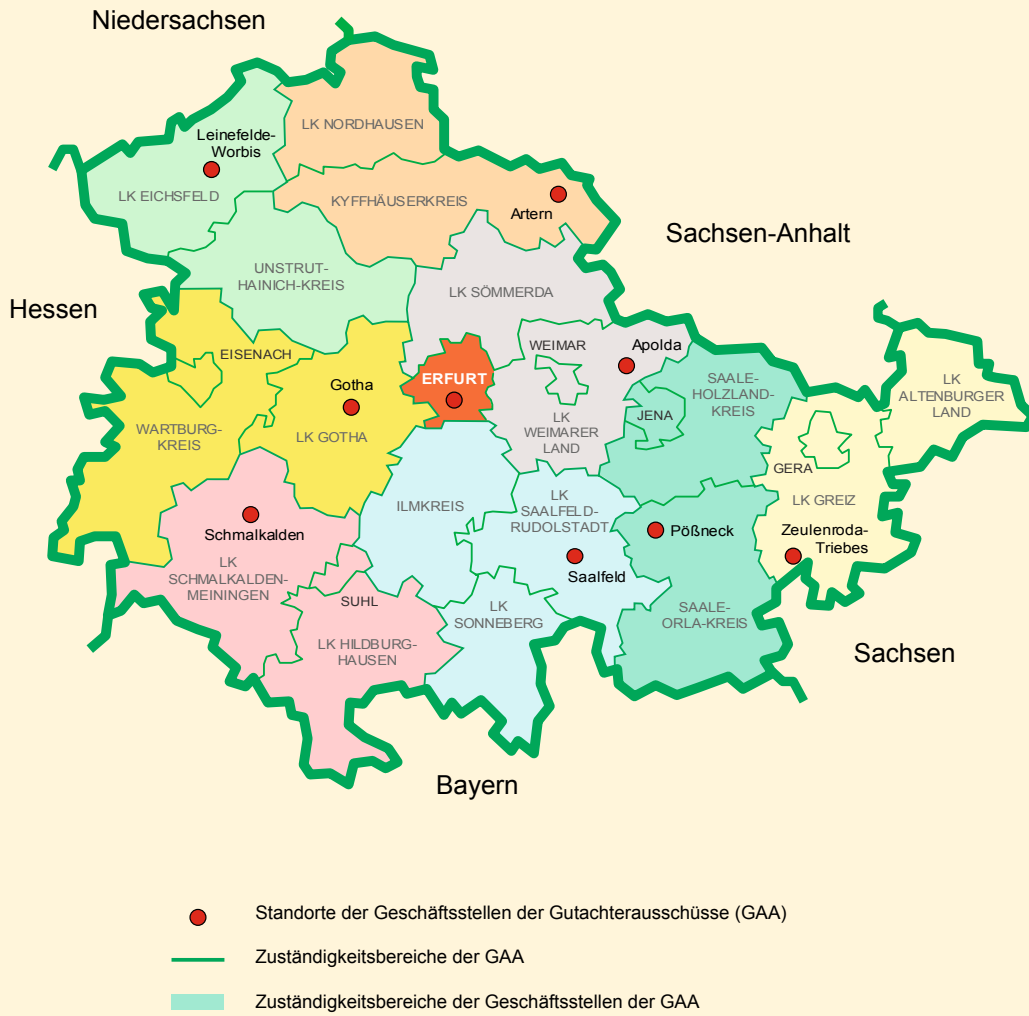 Niedersachsen
LK NORDHAUSEN
Leinefelde-
Worbis
LK EICHSFELD
KYFFHÄUSERKREIS
Artern
Sachsen-Anhalt
UNSTRUT-
HAINICH-KREIS
LK SÖMMERDA
Hessen
EISENACH
WEIMAR
Apolda
Gotha
ERFURT
SAALE-
HOLZLAND-
KREIS
LK
ALTENBURGER
LAND
JENA
WARTBURG-
KREIS
LK GOTHA
LK
WEIMARER
LAND
GERA
LK GREIZ
ILMKREIS
LK
SAALFELD-
RUDOLSTADT
Schmalkalden
Pößneck
Zeulenroda-
Triebes
LK
SCHMALKALDEN-
MEININGEN
Saalfeld
SUHL
LK
SONNEBERG
SAALE-
ORLA-KREIS
LK HILDBURG-
HAUSEN
Sachsen
Bayern
Standorte der Geschäftsstellen der Gutachterausschüsse (GAA)
Zuständigkeitsbereiche der GAA
Zuständigkeitsbereiche der Geschäftsstellen der GAA